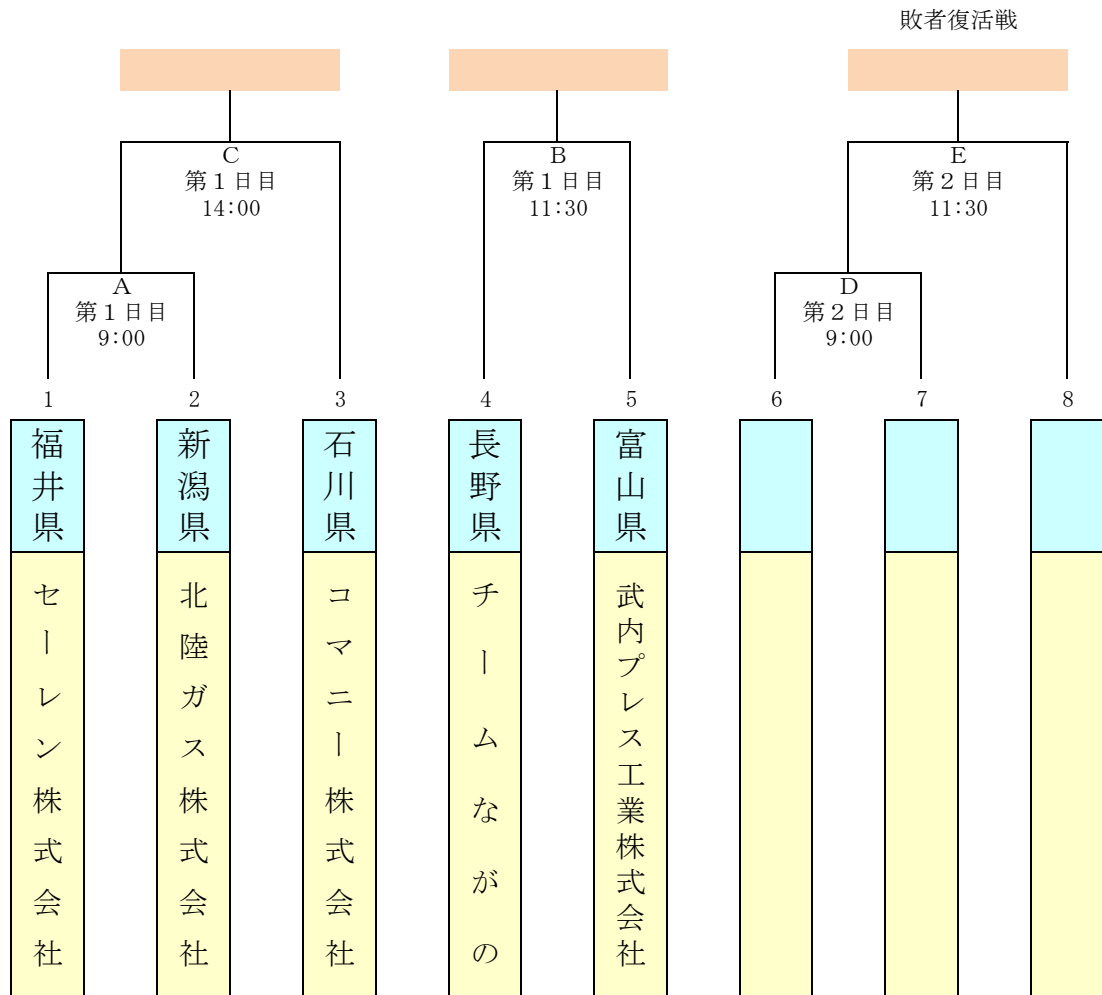 敗者復活戦
C
第1日目
14:00
B
第1日目
11:30
E
第2日目
11:30
A
第1日目
9:00
D
第2日目
9:00
1
2
3
4
5
6
7
8
福井県
新潟県
石川県
長野県
富山県
セーレン株式会社
北陸ガス株式会社
コマニー株式会社
チームながの
武内プレス工業株式会社